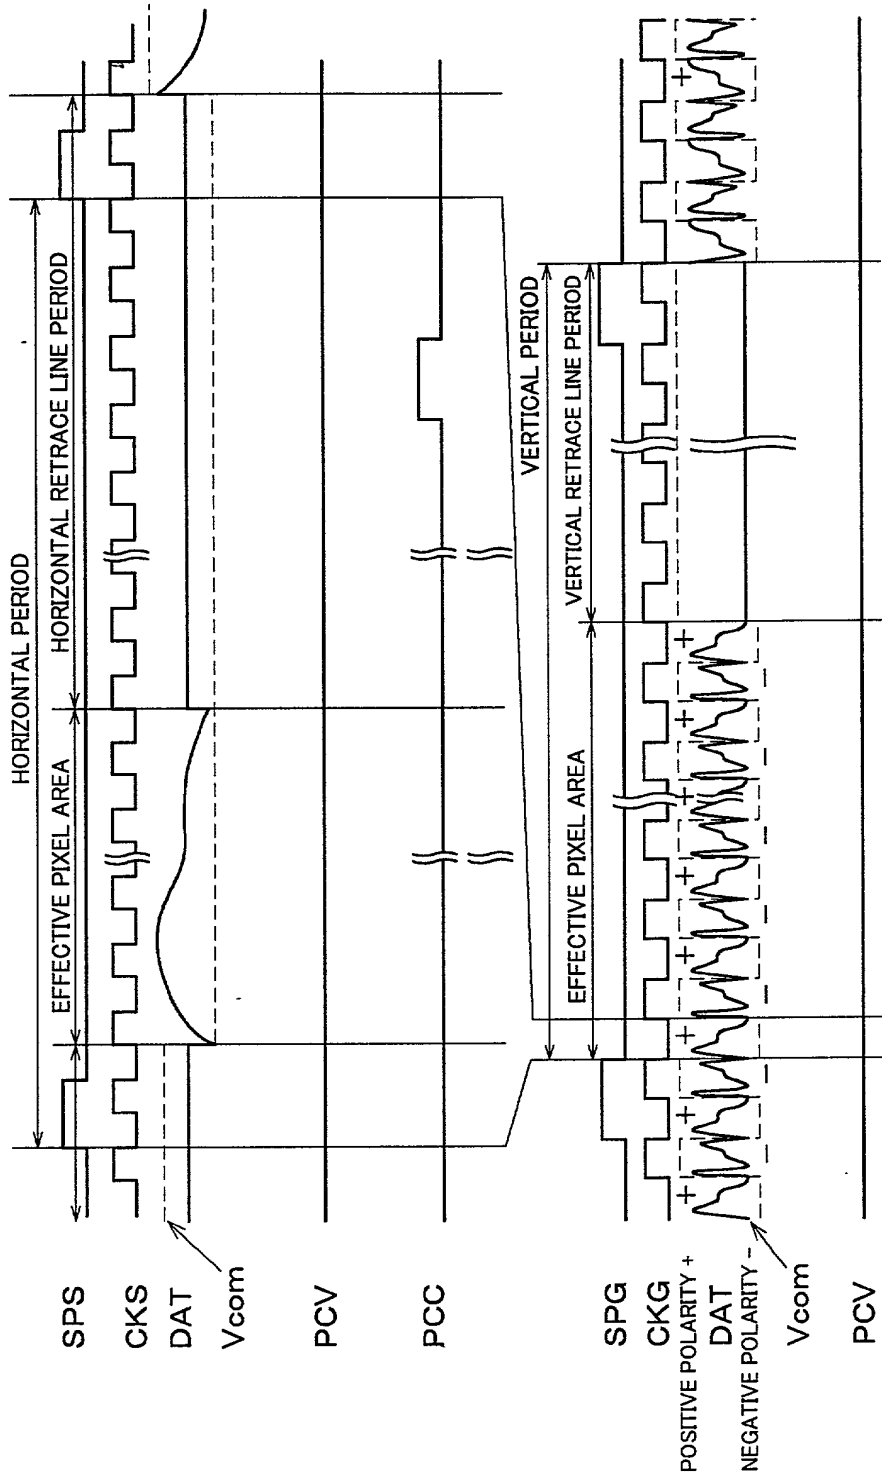 HORIZONTAL PERIOD
EFFECTIVE PIXEL AREA
HORIZONTAL RETRACE LINE PERIOD
SPS
CKS
DAT
Vcom
PCV
PCC
VERTICAL PERIOD
EFFECTIVE PIXEL AREA
VERTICAL RETRACE LINE PERIOD
SPG
CKG
POSITIVE POLARITY +
+ + + + + + + + +
DAT
NEGATIVE POLARITY −
Vcom
PCV